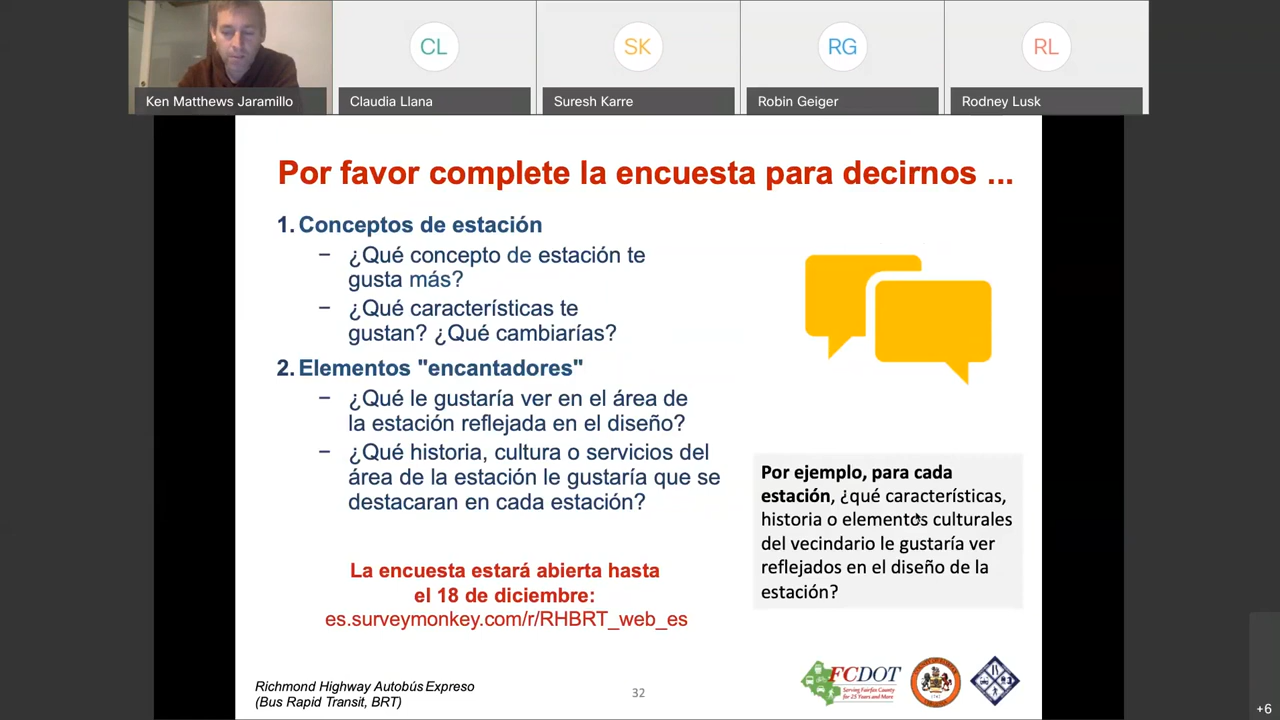 CL
SK
RG
RL
Ken Matthews Jaramillo
Claudia Llana
Suresh Karre
Robin Geiger
Rodney Lusk
Por favor complete la encuesta para decirnos ...
1. Conceptos de estación
– ¿Qué concepto de estación te
gusta más?
– ¿Qué características te
gustan? ¿Qué cambiarías?
2. Elementos "encantadores"
– ¿Qué le gustaría ver en el área de
la estación reflejada en el diseño?
– ¿Qué historia, cultura o servicios del
área de la estación le gustaría que se
destacaran en cada estación?
Por ejemplo, para cada
estación, ¿qué características,
historia o elementos culturales
del vecindario le gustaría ver
reflejados en el diseño de la
estación?
La encuesta estará abierta hasta
el 18 de diciembre:
es.surveymonkey.com/r/RHBRT_web_es
Richmond Highway Autobús Expreso
(Bus Rapid Transit, BRT)
32
FCDOT
Serving Fairfax County
for 25 Years and More
+6